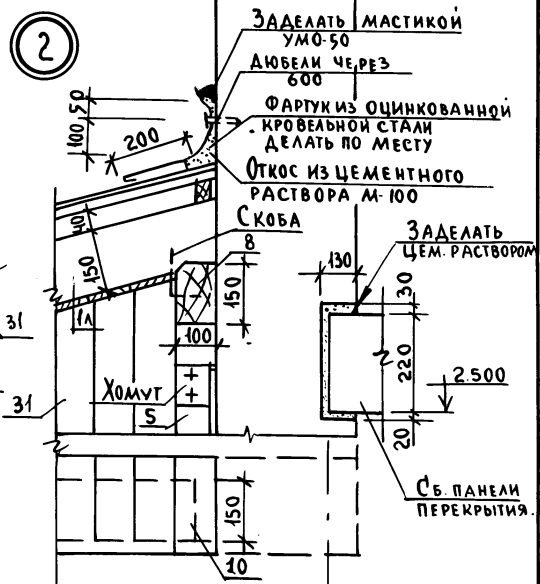 2
ЗАДЕЛАТЬ МАСТИКОЙ
УМО-50
ДЮБЕЛИ ЧЕРЕЗ
600
ФАРТУК ИЗ ОЦИНКОВАННОЙ
КРОВЕЛЬНОЙ СТАЛИ
ДЕЛАТЬ ПО МЕСТУ
ОТКОС ИЗ ЦЕМЕНТНОГО
РАСТВОРА М-100
50
100
200
СКОБА
8
40
150
150
100
1л
31
31
ХОМУТ
5
150
10
ЗАДЕЛАТЬ
ЦЕМ. РАСТВОРОМ
130
30
220
20
2.500
СБ. ПАНЕЛИ
ПЕРЕКРЫТИЯ.